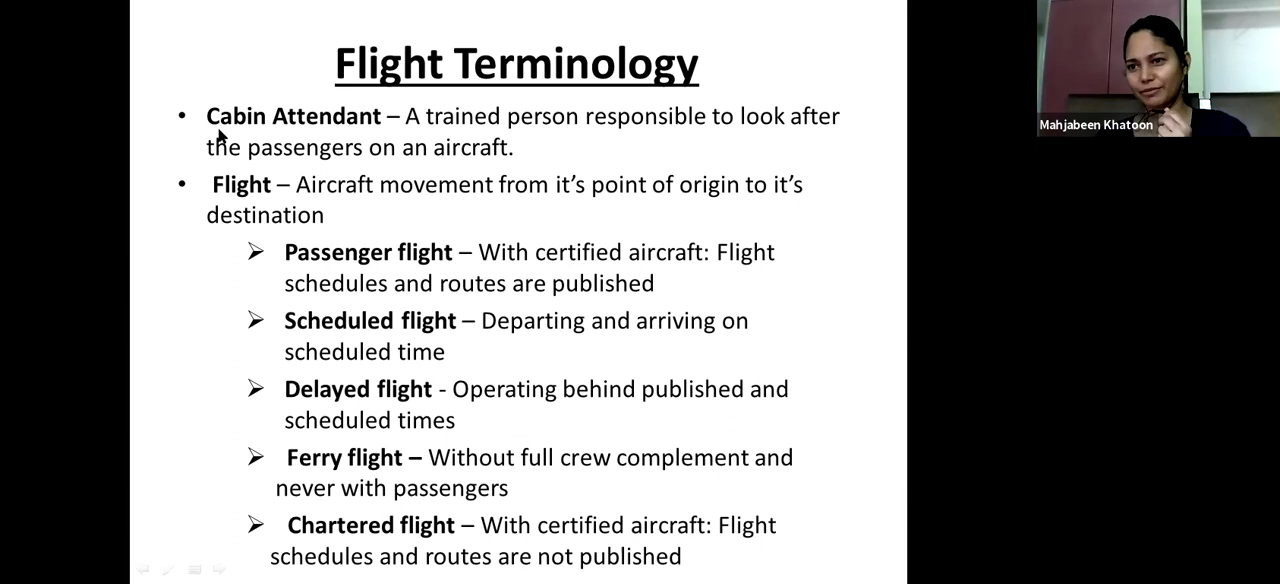 Flight Terminology
• Cabin Attendant – A trained person responsible to look after
the passengers on an aircraft.
• Flight – Aircraft movement from it’s point of origin to it’s
destination
➢ Passenger flight – With certified aircraft: Flight
schedules and routes are published
➢ Scheduled flight – Departing and arriving on
scheduled time
➢ Delayed flight - Operating behind published and
scheduled times
➢ Ferry flight – Without full crew complement and
never with passengers
➢ Chartered flight – With certified aircraft: Flight
schedules and routes are not published
Mahjabeen Khatoon